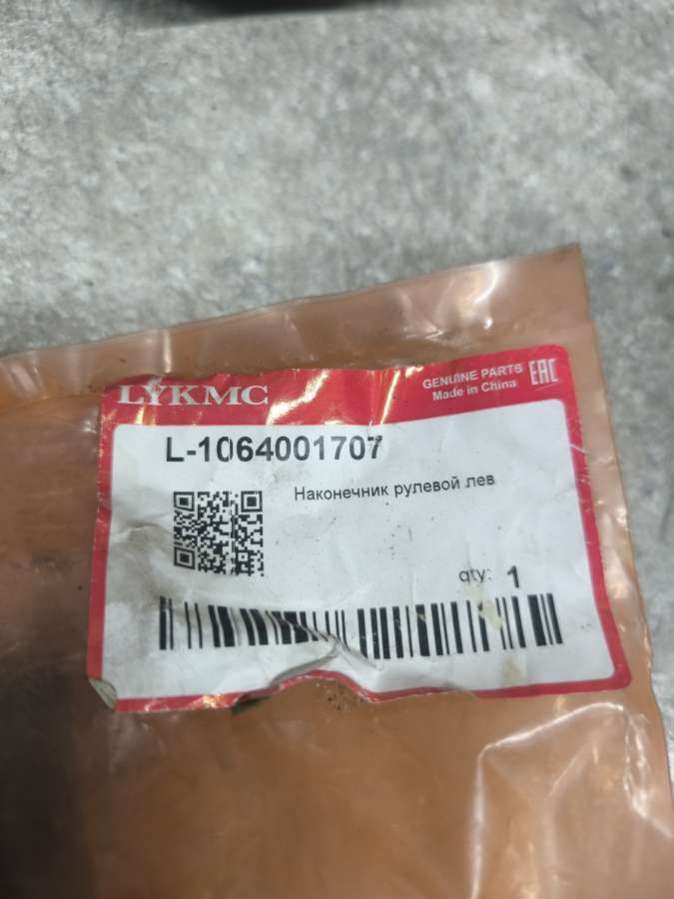 LYKMC
GENUINE PARTS
Made in China
EAC
L-1064001707
Наконечник рулевой лев
qty: 1